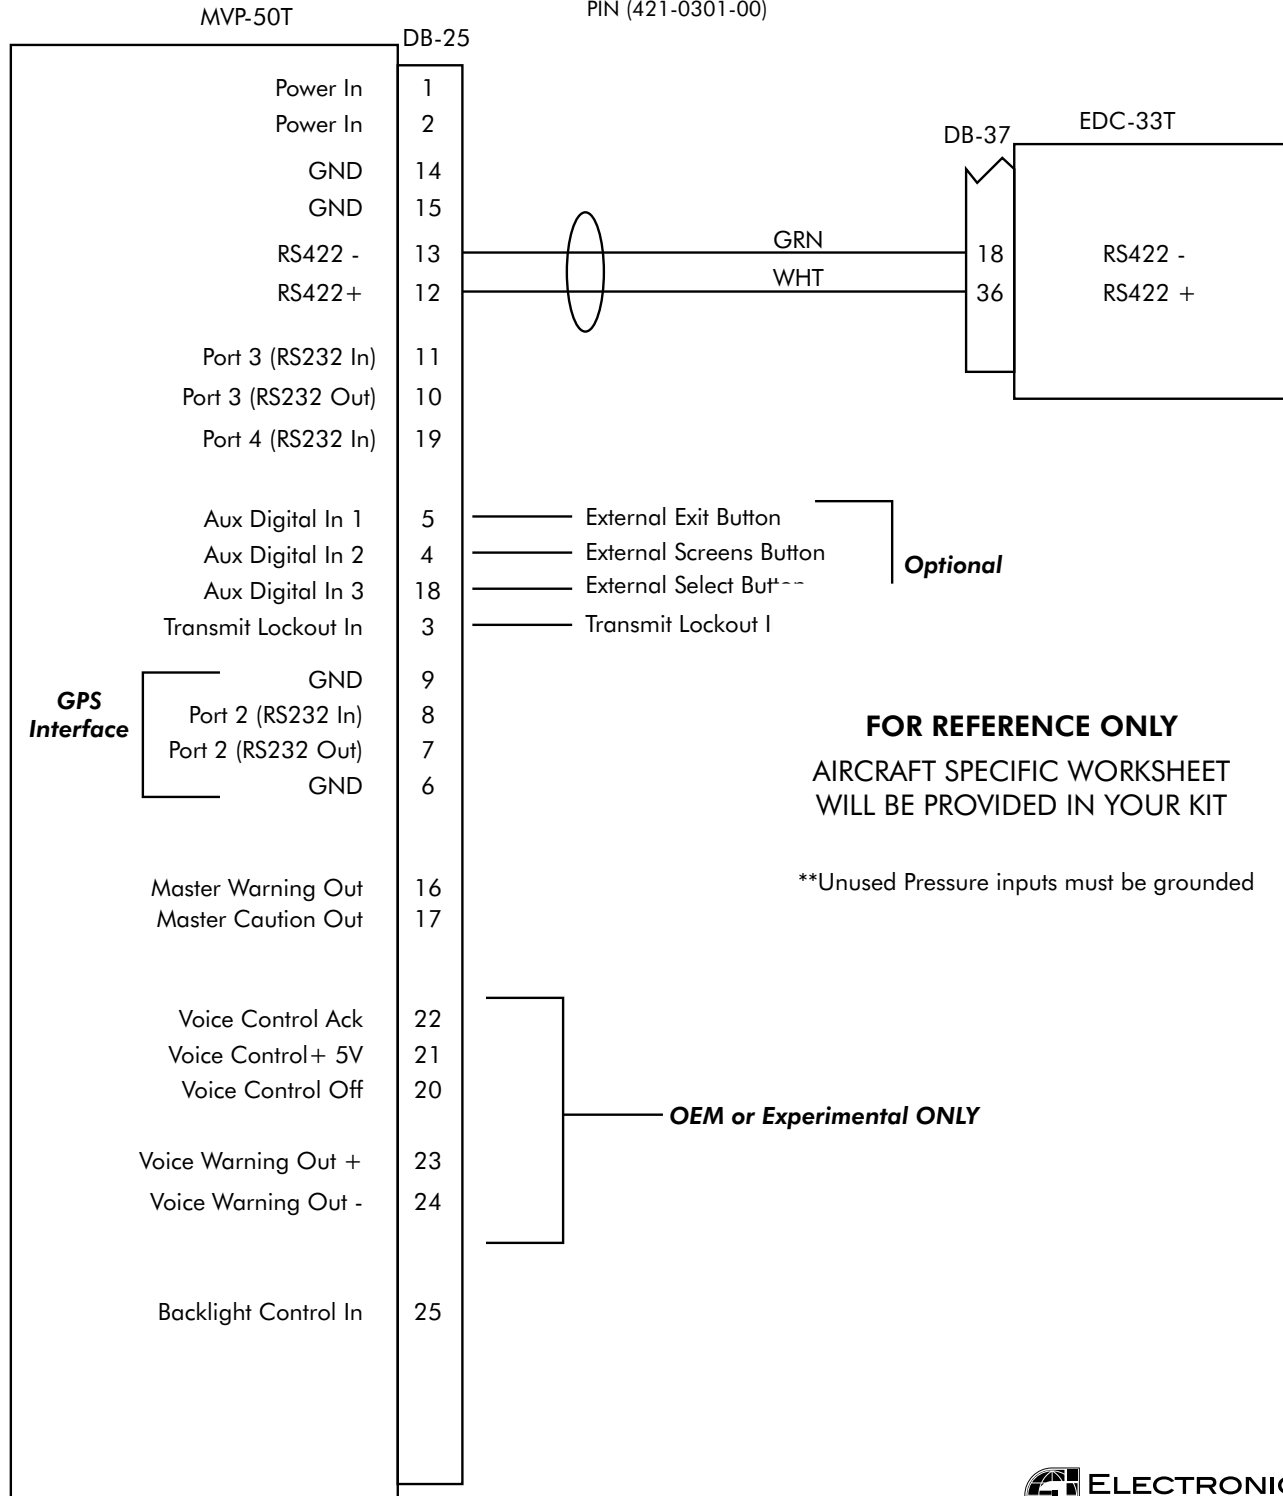 MVP-50T
PIN (421-0301-00)
DB-25
Power In 1
Power In 2
GND 14
GND 15
RS422 - 13
RS422+ 12
Port 3 (RS232 In) 11
Port 3 (RS232 Out) 10
Port 4 (RS232 In) 19
Aux Digital In 1 5
Aux Digital In 2 4
Aux Digital In 3 18
Transmit Lockout In 3
GND 9
Port 2 (RS232 In) 8
Port 2 (RS232 Out) 7
GND 6
GPS
Interface
Master Warning Out 16
Master Caution Out 17
Voice Control Ack 22
Voice Control+ 5V 21
Voice Control Off 20
Voice Warning Out + 23
Voice Warning Out - 24
Backlight Control In 25
GRN
WHT
DB-37
EDC-33T
18 RS422 -
36 RS422 +
External Exit Button
External Screens Button
External Select
Transmit Lockout I
Optional
FOR REFERENCE ONLY
AIRCRAFT SPECIFIC WORKSHEET
WILL BE PROVIDED IN YOUR KIT
**Unused Pressure inputs must be grounded
OEM or Experimental ONLY